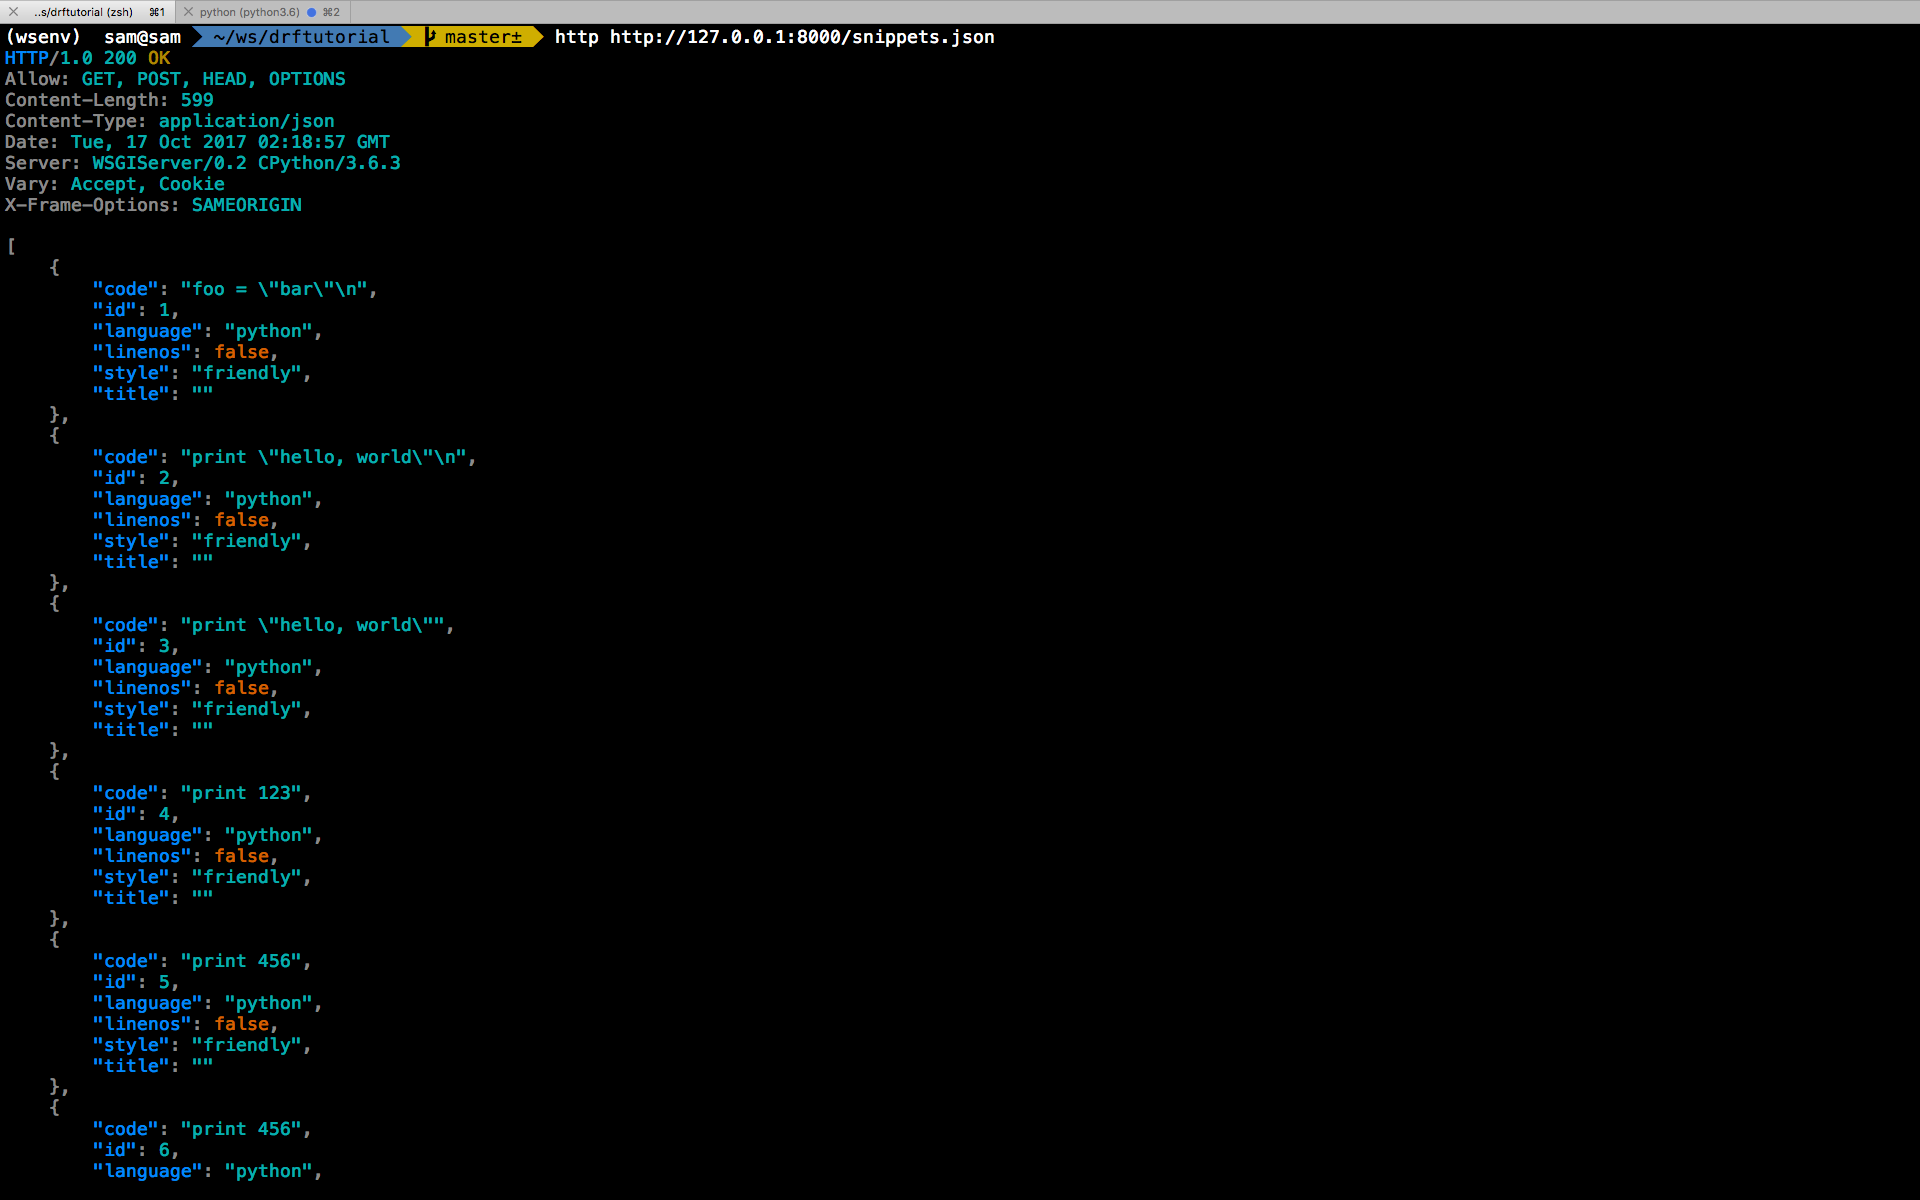 ..s/drftutorial (zsh) ⌘1 python (python3.6) ⌘2
(wsenv) sam@sam ~/ws/drftutorial master± http http://127.0.0.1:8000/snippets.json
HTTP/1.0 200 OK
Allow: GET, POST, HEAD, OPTIONS
Content-Length: 599
Content-Type: application/json
Date: Tue, 17 Oct 2017 02:18:57 GMT
Server: WSGIServer/0.2 CPython/3.6.3
Vary: Accept, Cookie
X-Frame-Options: SAMEORIGIN

[
    {
        "code": "foo = \"bar\"\n",
        "id": 1,
        "language": "python",
        "linenos": false,
        "style": "friendly",
        "title": ""
    },
    {
        "code": "print \"hello, world\"\n",
        "id": 2,
        "language": "python",
        "linenos": false,
        "style": "friendly",
        "title": ""
    },
    {
        "code": "print \"hello, world\"",
        "id": 3,
        "language": "python",
        "linenos": false,
        "style": "friendly",
        "title": ""
    },
    {
        "code": "print 123",
        "id": 4,
        "language": "python",
        "linenos": false,
        "style": "friendly",
        "title": ""
    },
    {
        "code": "print 456",
        "id": 5,
        "language": "python",
        "linenos": false,
        "style": "friendly",
        "title": ""
    },
    {
        "code": "print 456",
        "id": 6,
        "language": "python",